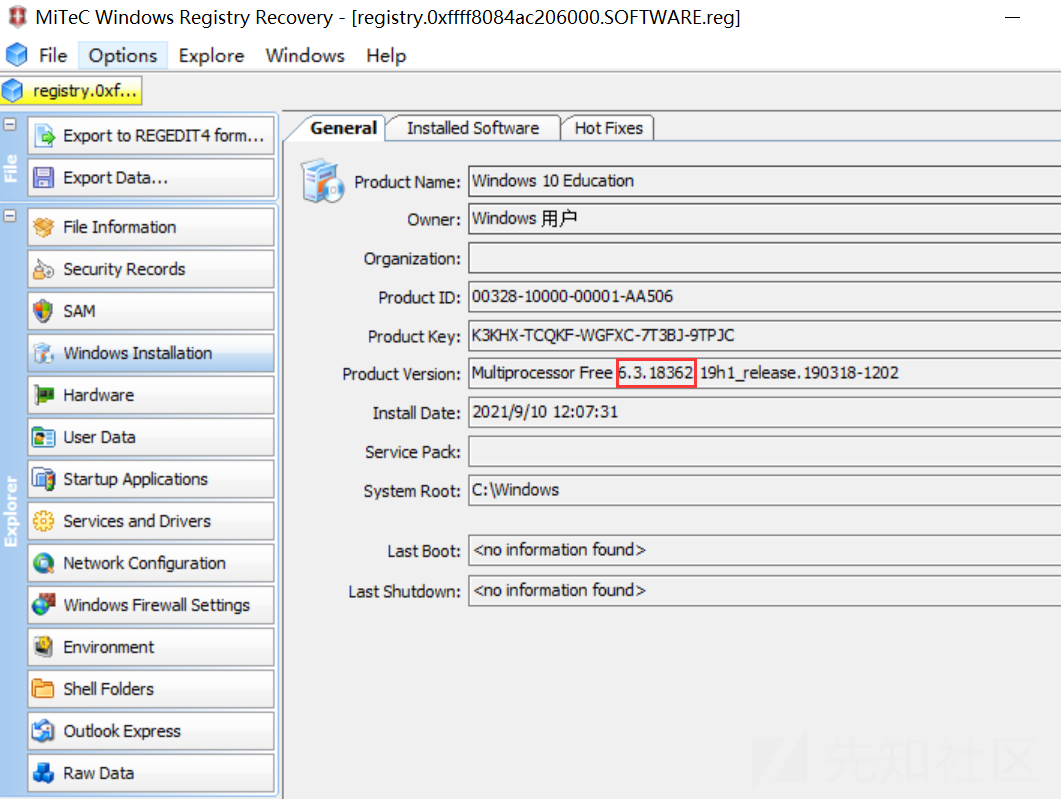 MiTeC Windows Registry Recovery - [registry.0xffff8084ac206000.SOFTWARE.reg]
File Options Explore Windows Help
registry.0xf...
File
Export to REGEDIT4 form...
Export Data...
Explorer
File Information
Security Records
SAM
Windows Installation
Hardware
User Data
Startup Applications
Services and Drivers
Network Configuration
Windows Firewall Settings
Environment
Shell Folders
Outlook Express
Raw Data
General Installed Software Hot Fixes
Product Name: Windows 10 Education
Owner: Windows 用户
Organization:
Product ID: 00328-10000-00001-AA506
Product Key: K3KHX-TCQKF-WGFXC-7T3BJ-9TPJC
Product Version: Multiprocessor Free 6.3.18362 19h1_release.190318-1202
Install Date: 2021/9/10 12:07:31
Service Pack:
System Root: C:\Windows
Last Boot: <no information found>
Last Shutdown: <no information found>
先知社区